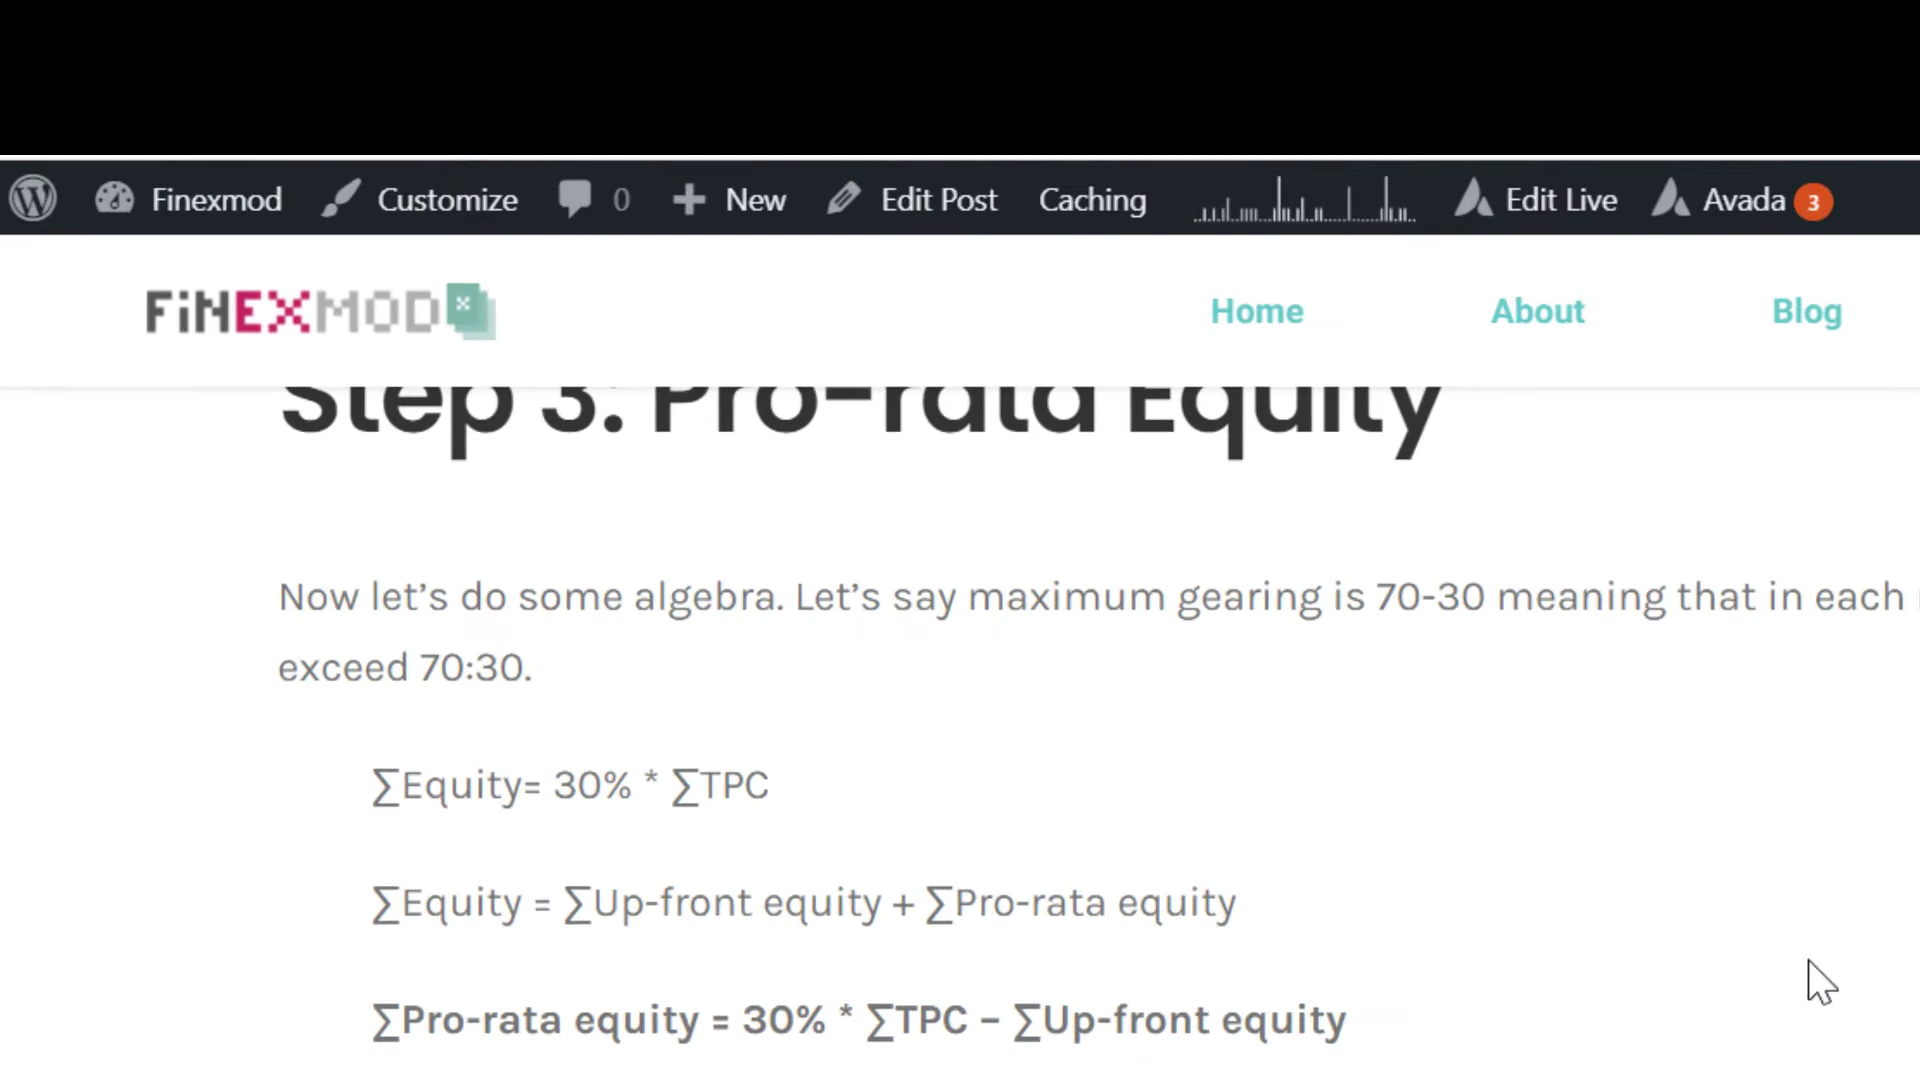 Finexmod Customize 0 New Edit Post Caching Edit Live Avada 3
FiNEXMOD Home About Blog
Step 3: Pro-rata Equity
Now let’s do some algebra. Let’s say maximum gearing is 70-30 meaning that in each
exceed 70:30.
∑Equity= 30% * ∑TPC
∑Equity = ∑Up-front equity + ∑Pro-rata equity
∑Pro-rata equity = 30% * ∑TPC – ∑Up-front equity